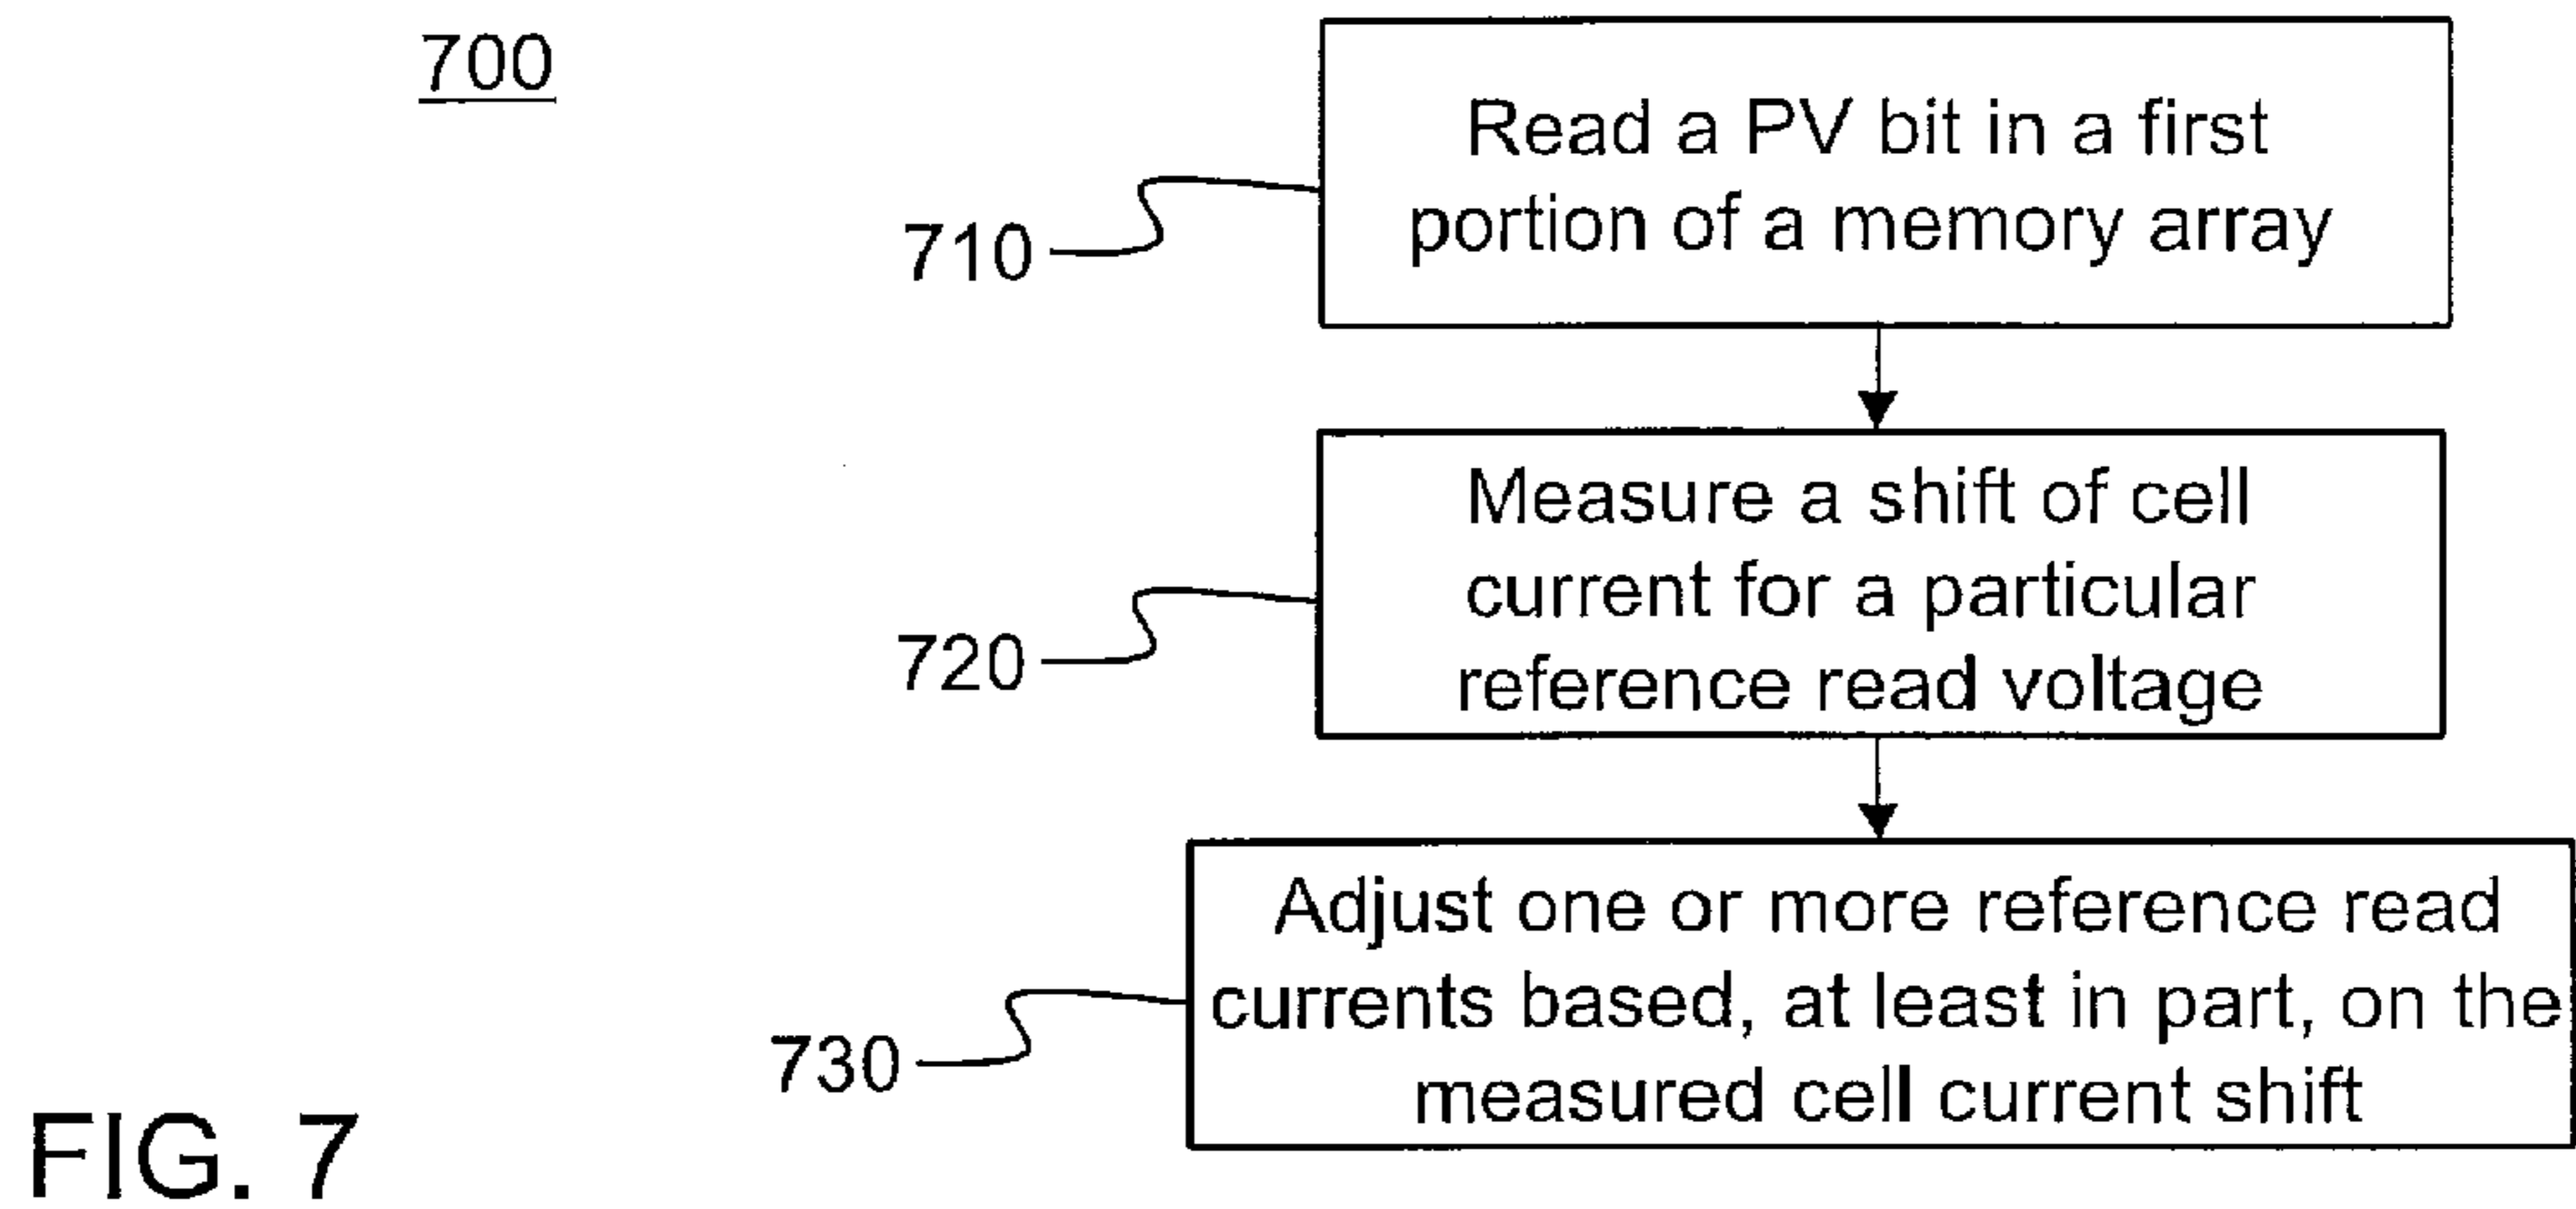 700
Read a PV bit in a first
portion of a memory array
710
Measure a shift of cell
current for a particular
reference read voltage
720
Adjust one or more reference read
currents based, at least in part, on the
measured cell current shift
730
FIG. 7